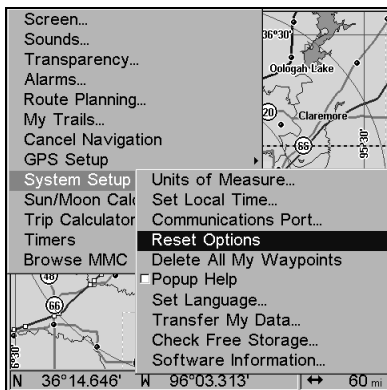 Screen...
Sounds...
Transparency...
Alarms...
Route Planning...
My Trails...
Cancel Navigation
GPS Setup
System Setup
Sun/Moon Calc
Trip Calculator
Timers
Browse MMC
Units of Measure...
Set Local Time...
Communications Port...
Reset Options
Delete All My Waypoints
Popup Help
Set Language...
Transfer My Data...
Check Free Storage...
Software Information...
36°30'
Oologah Lake
20
Claremore
66
95°30'
48
66
N 36°14.646' W 96°03.313' ↔ 60 mi